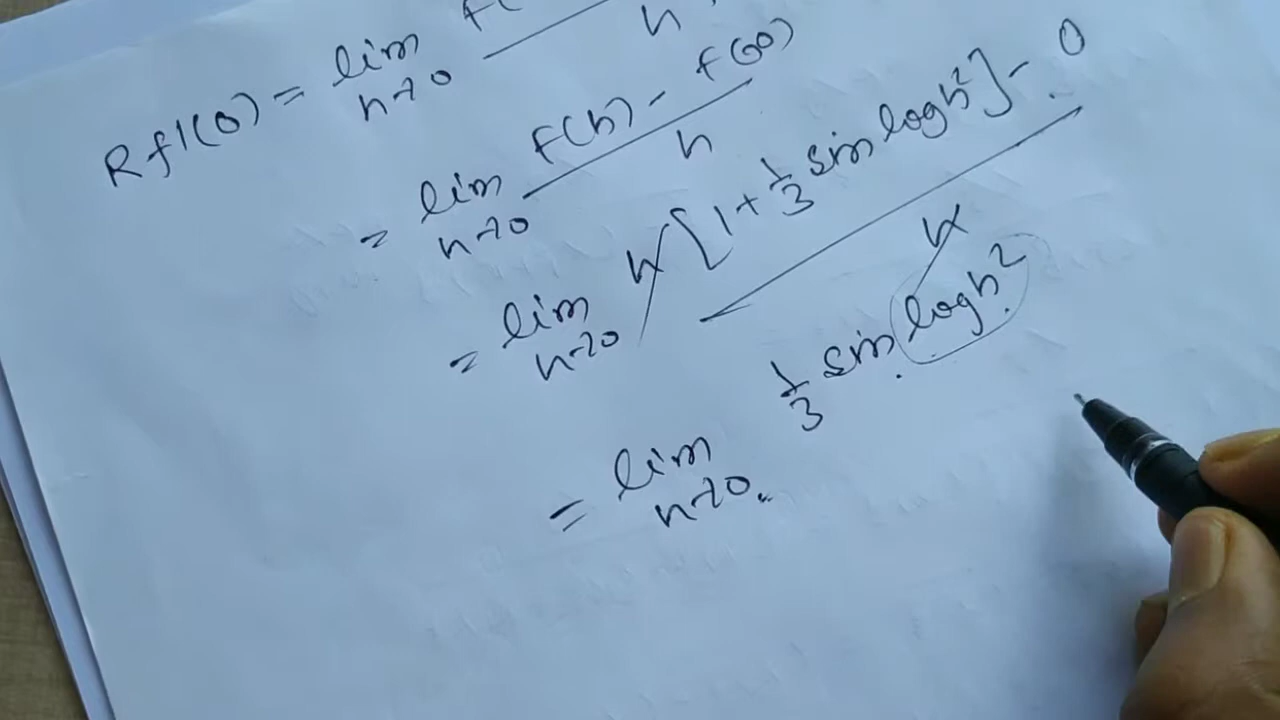 Rf'(0) = lim h→0 f( h
= lim h→0 f(h) - f(0) / h
= lim h→0 h[1 + 1/3 sin log h²] - 0 / h
= lim h→0 1/3 sin log h²